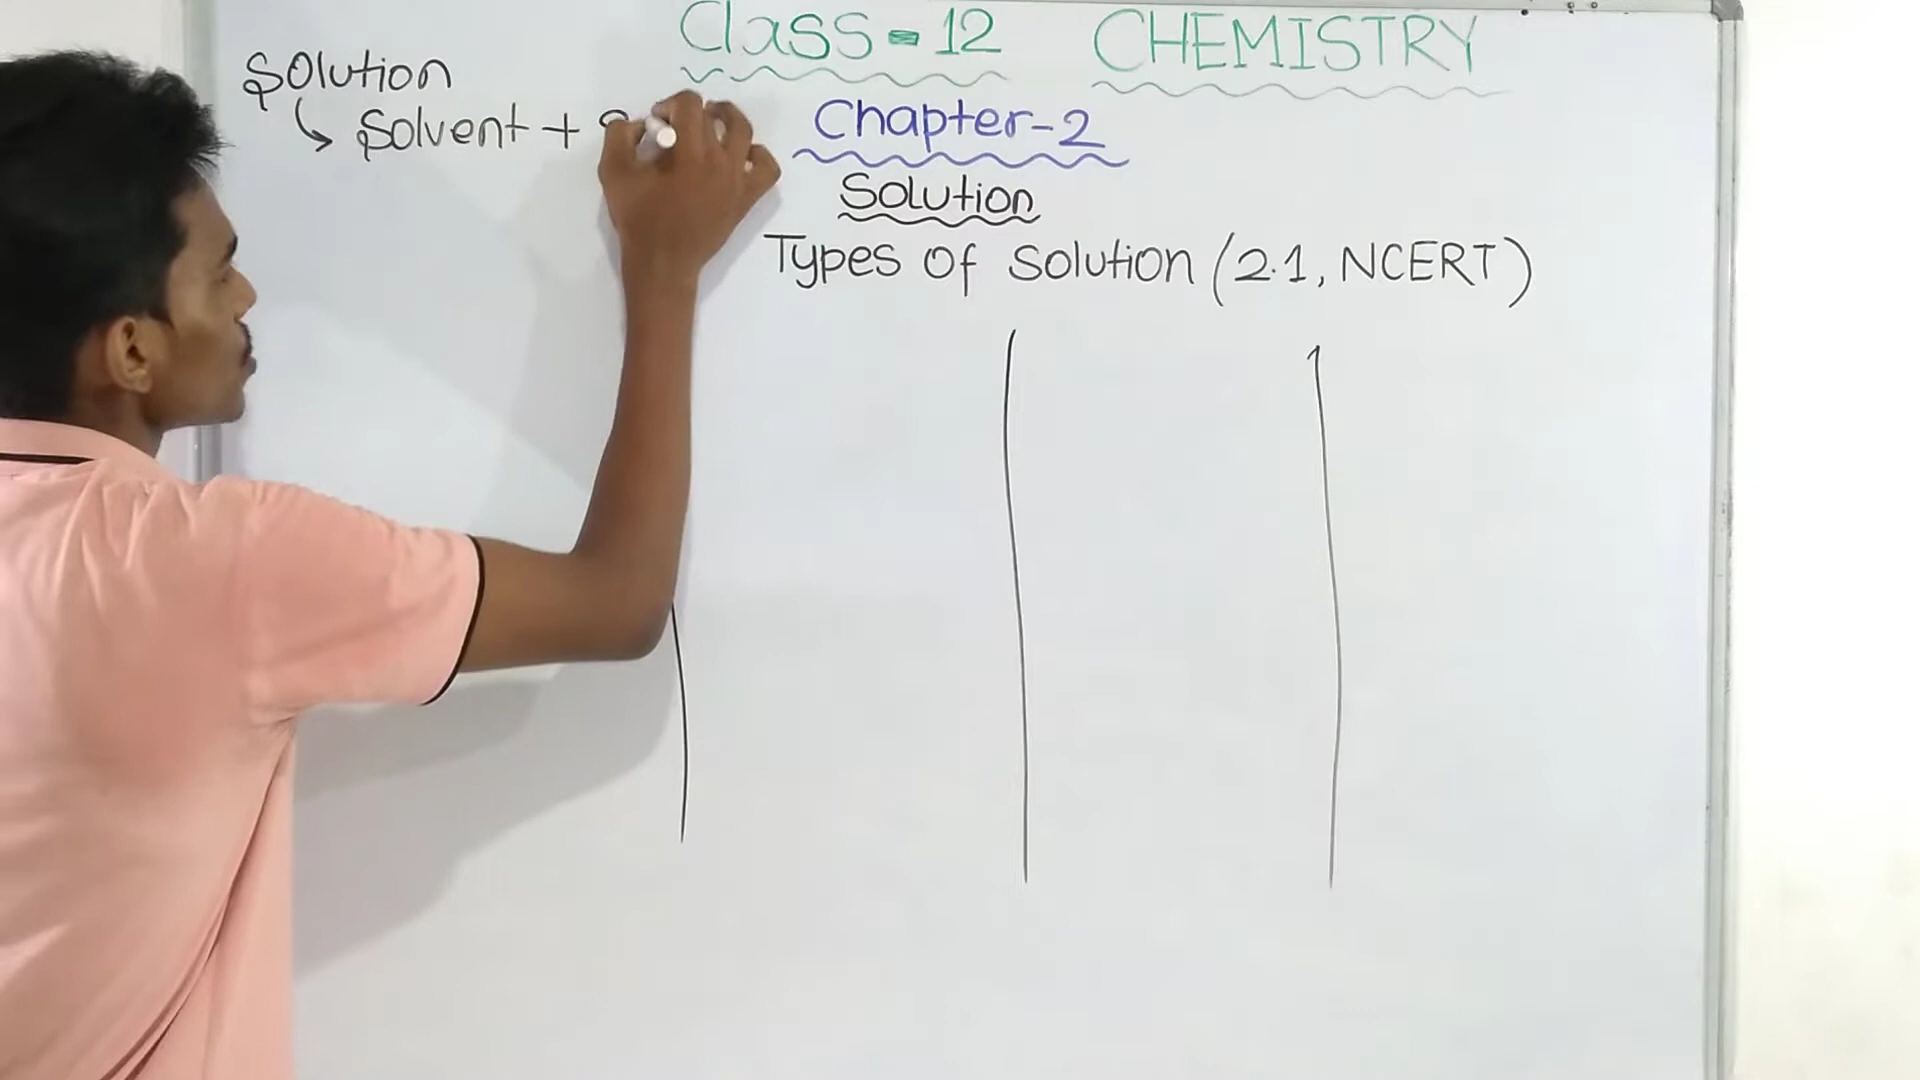 Class-12 CHEMISTRY
Solution
↳ Solvent +
Chapter-2
Solution
Types of Solution (2.1, NCERT)